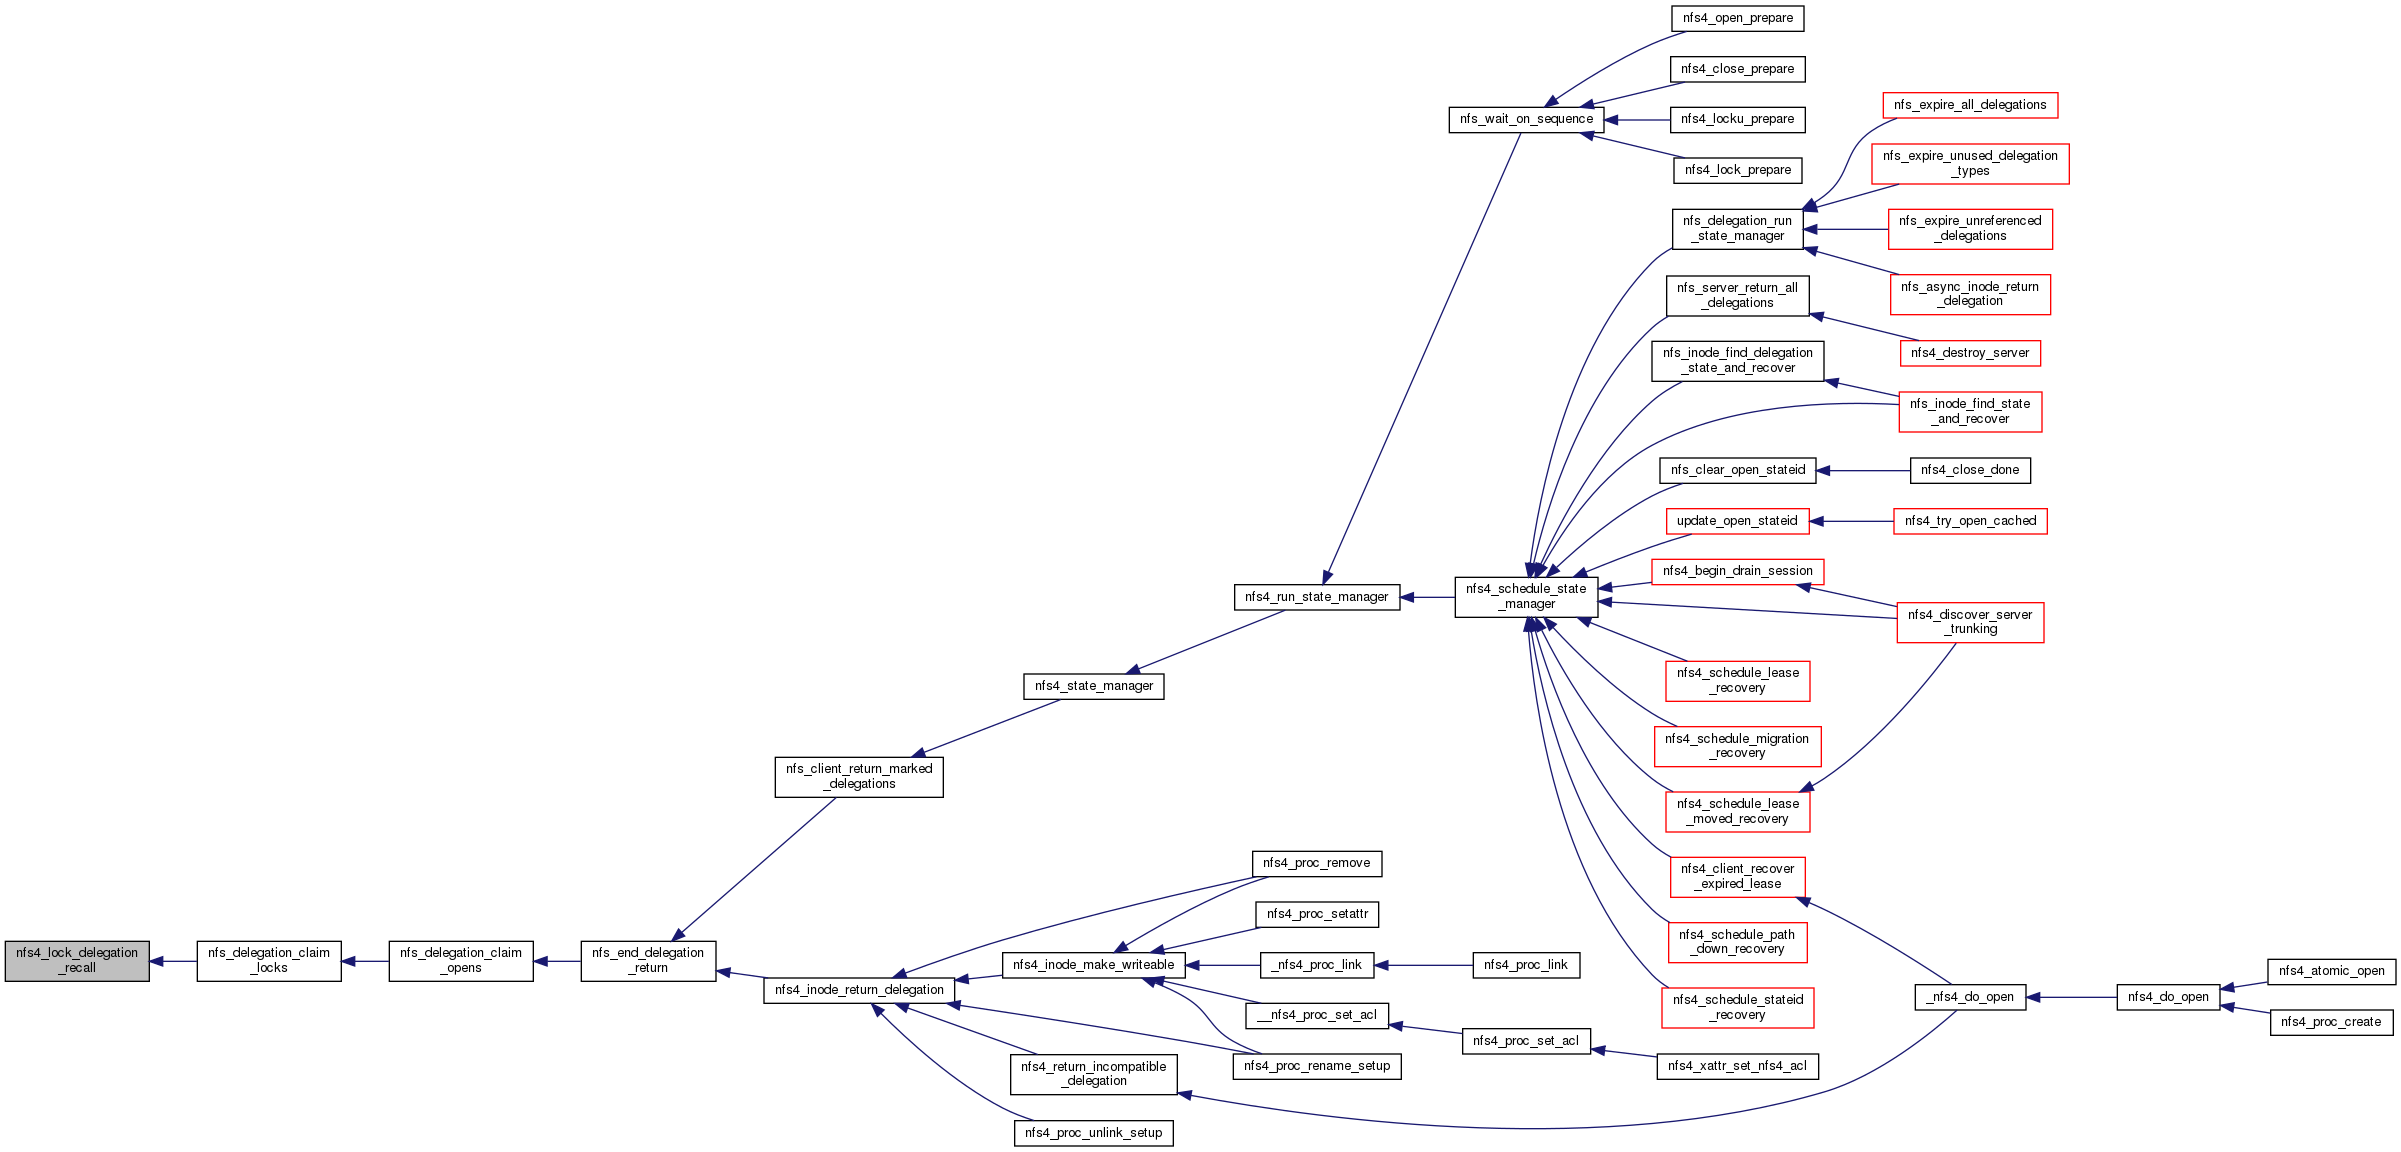 nfs4_open_prepare
nfs4_close_prepare
nfs_wait_on_sequence
nfs4_locku_prepare
nfs4_lock_prepare
nfs_expire_all_delegations
nfs_expire_unused_delegation
_types
nfs_delegation_run
_state_manager
nfs_expire_unreferenced
_delegations
nfs_async_inode_return
_delegation
nfs_server_return_all
_delegations
nfs4_destroy_server
nfs_inode_find_delegation
_state_and_recover
nfs_inode_find_state
_and_recover
nfs_clear_open_stateid
nfs4_close_done
update_open_stateid
nfs4_try_open_cached
nfs4_begin_drain_session
nfs4_run_state_manager
nfs4_schedule_state
_manager
nfs4_discover_server
_trunking
nfs4_schedule_lease
_recovery
nfs4_state_manager
nfs4_schedule_migration
_recovery
nfs_client_return_marked
_delegations
nfs4_schedule_lease
_moved_recovery
nfs4_proc_remove
nfs4_client_recover
_expired_lease
nfs4_proc_setattr
nfs4_schedule_path
_down_recovery
nfs4_lock_delegation
_recall
nfs_delegation_claim
_locks
nfs_delegation_claim
_opens
nfs_end_delegation
_return
nfs4_inode_make_writeable
_nfs4_proc_link
nfs4_proc_link
nfs4_atomic_open
nfs4_inode_return_delegation
_nfs4_do_open
nfs4_do_open
nfs4_schedule_stateid
_recovery
__nfs4_proc_set_acl
nfs4_proc_create
nfs4_proc_set_acl
nfs4_return_incompatible
_delegation
nfs4_proc_rename_setup
nfs4_xattr_set_nfs4_acl
nfs4_proc_unlink_setup